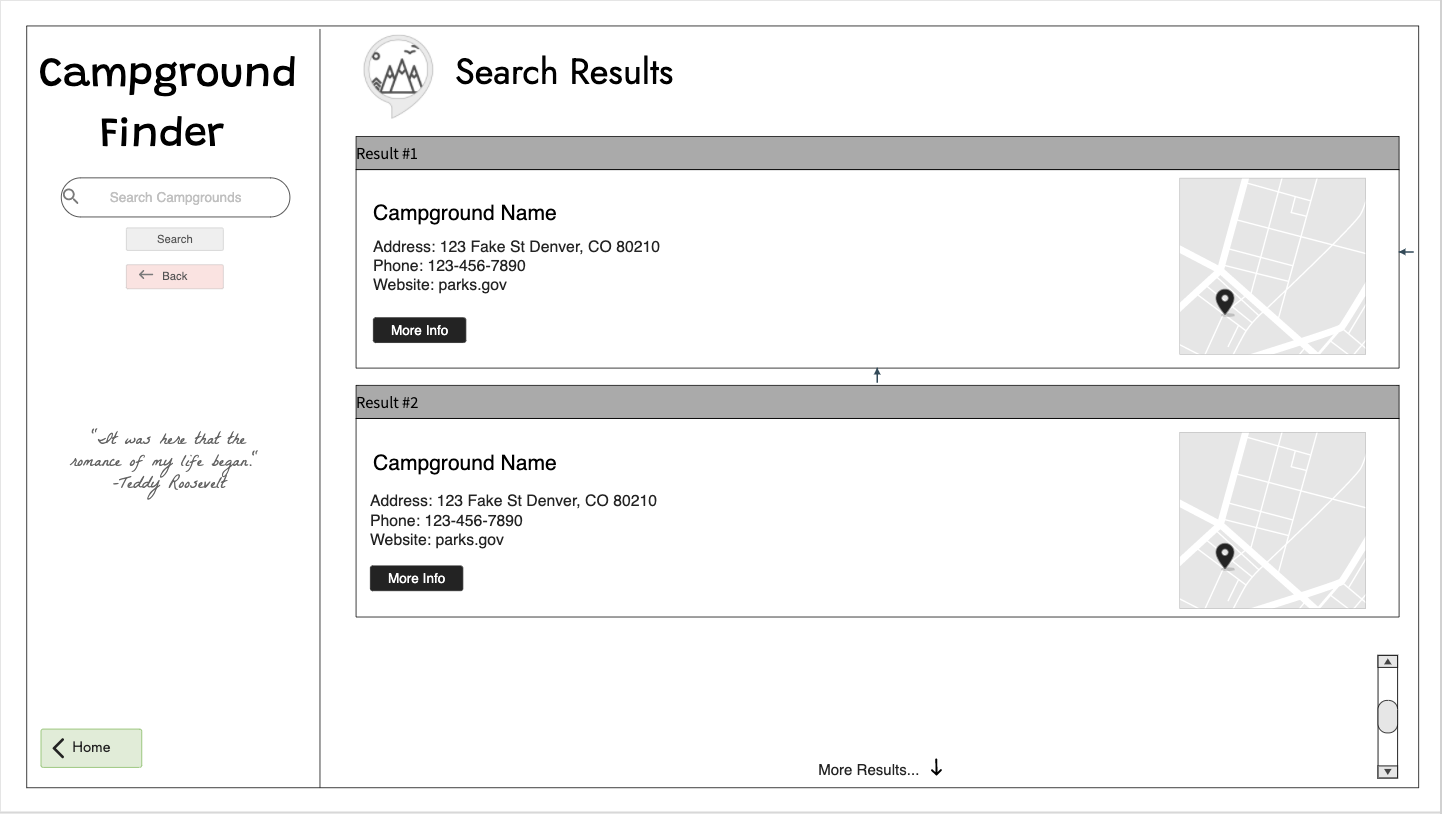 Campground
Finder
Search Campgrounds
Search
Back
"It was here that the
romance of my life began."
-Teddy Roosevelt
Home
Search Results
Result #1
Campground Name
Address: 123 Fake St Denver, CO 80210
Phone: 123-456-7890
Website: parks.gov
More Info
Result #2
Campground Name
Address: 123 Fake St Denver, CO 80210
Phone: 123-456-7890
Website: parks.gov
More Info
More Results...